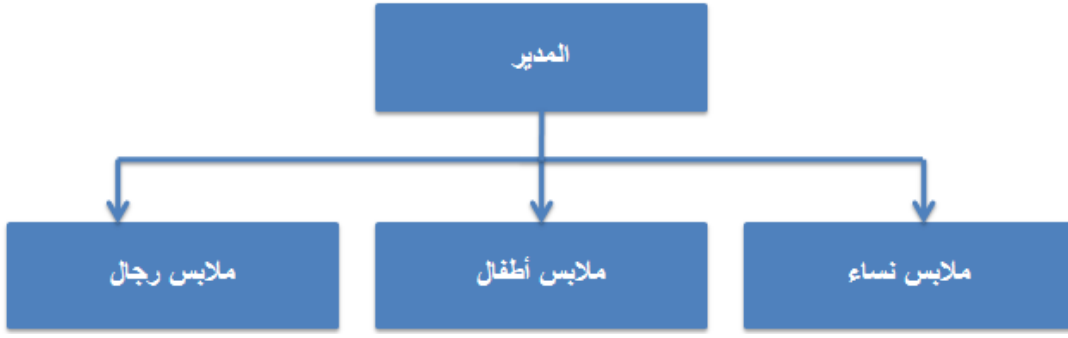 المدير
ملابس نساء
ملابس أطفال
ملابس رجال